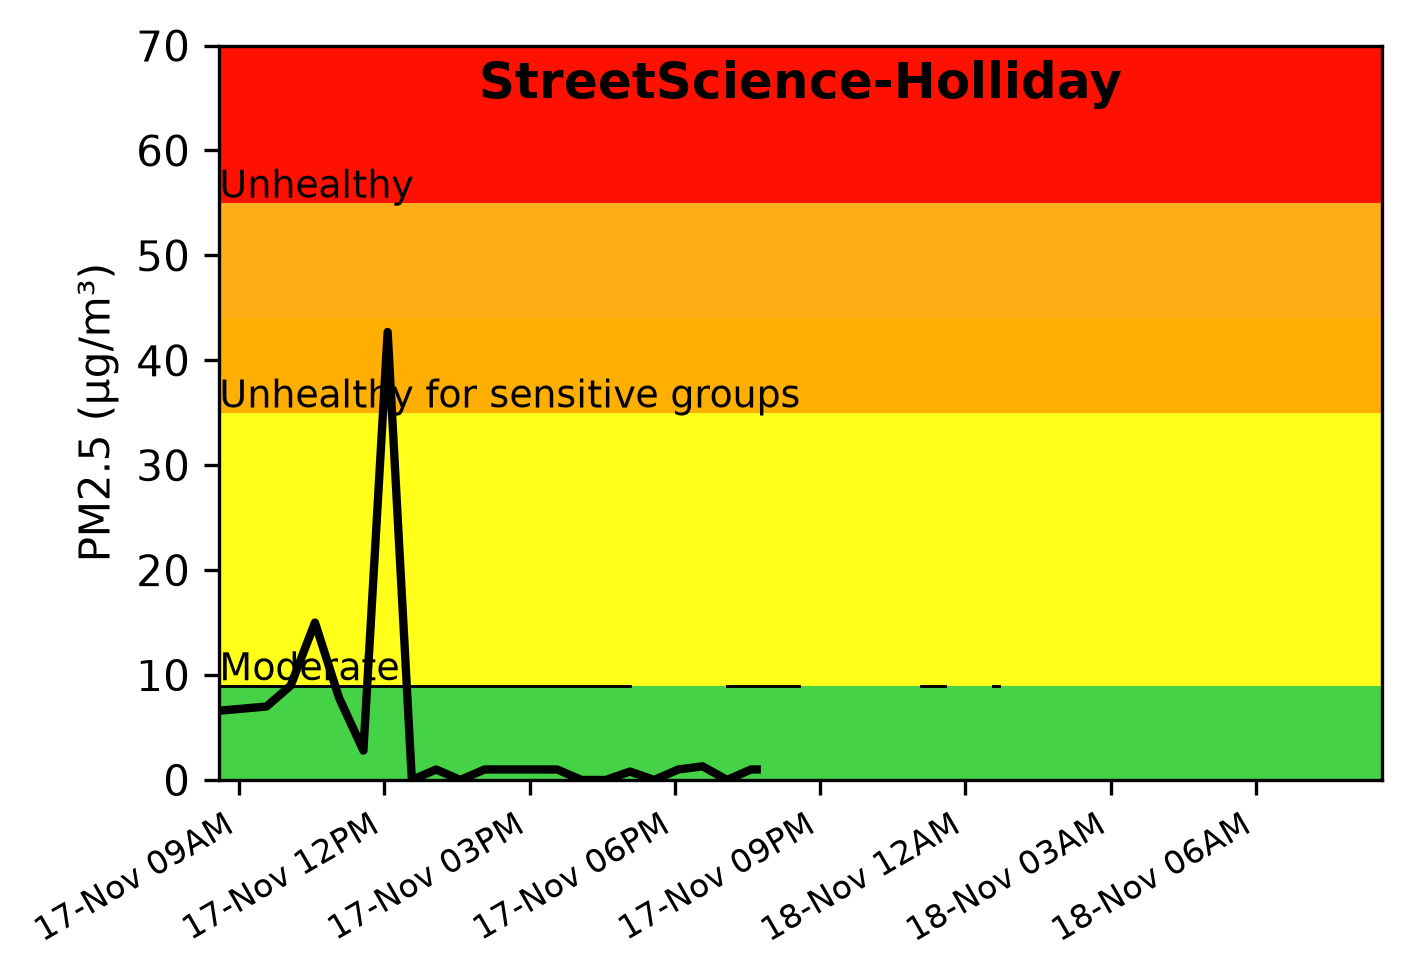 StreetScience-Holliday
70
60
50
40
30
20
10
0
PM2.5 (µg/m³)
Unhealthy
Unhealthy for sensitive groups
Moderate
17-Nov 09AM
17-Nov 12PM
17-Nov 03PM
17-Nov 06PM
17-Nov 09PM
18-Nov 12AM
18-Nov 03AM
18-Nov 06AM